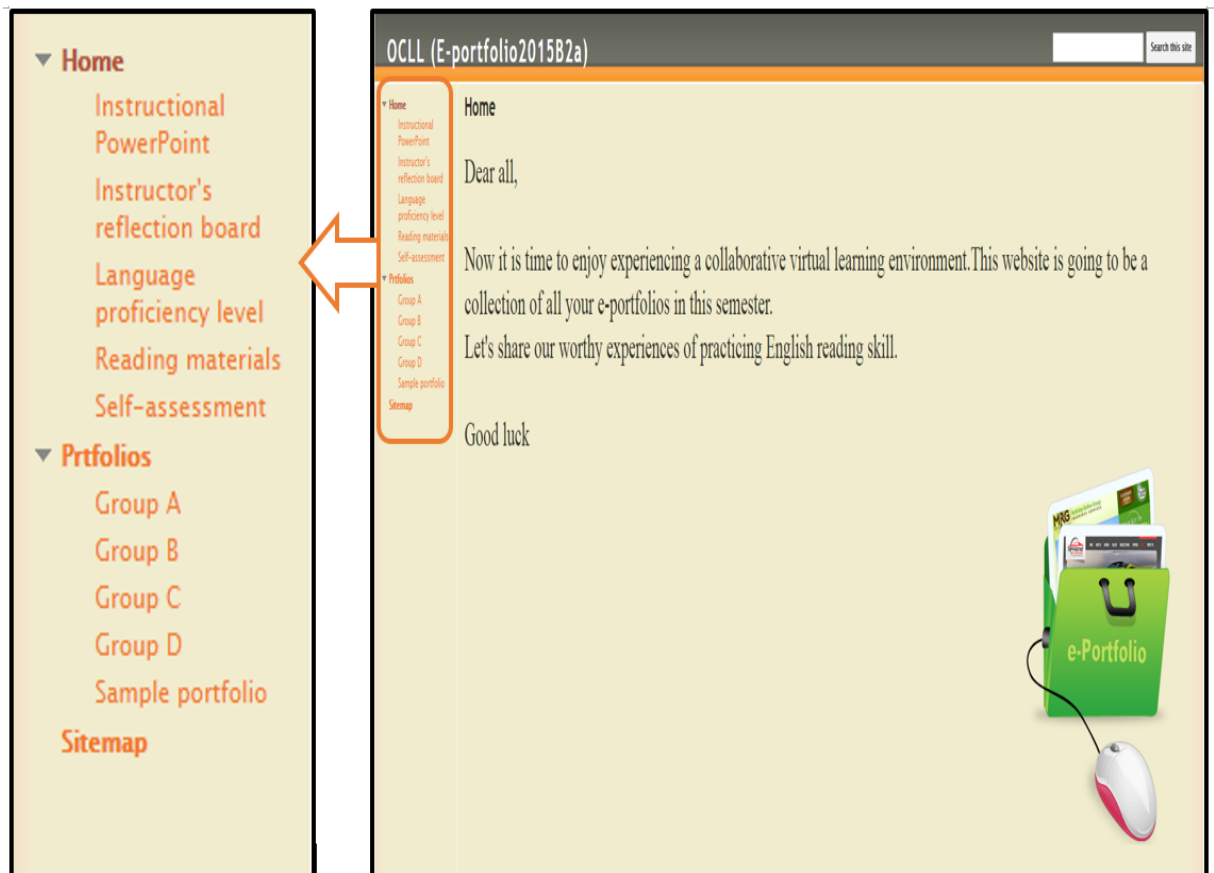 Home
Instructional
PowerPoint
Instructor's
reflection board
Language
proficiency level
Reading materials
Self-assessment
Prtfolios
Group A
Group B
Group C
Group D
Sample portfolio
Sitemap
OCLL (E-portfolio2015B2a)
Search this site
Home
Instructional
PowerPoint
Instructor's
reflection board
Language
proficiency level
Reading materials
Self-assessment
Prtfolios
Group A
Group B
Group C
Group D
Sample portfolio
Sitemap
Home
Dear all,
Now it is time to enjoy experiencing a collaborative virtual learning environment.This website is going to be a
collection of all your e-portfolios in this semester.
Let's share our worthy experiences of practicing English reading skill.
Good luck
MRG
e-Portfolio